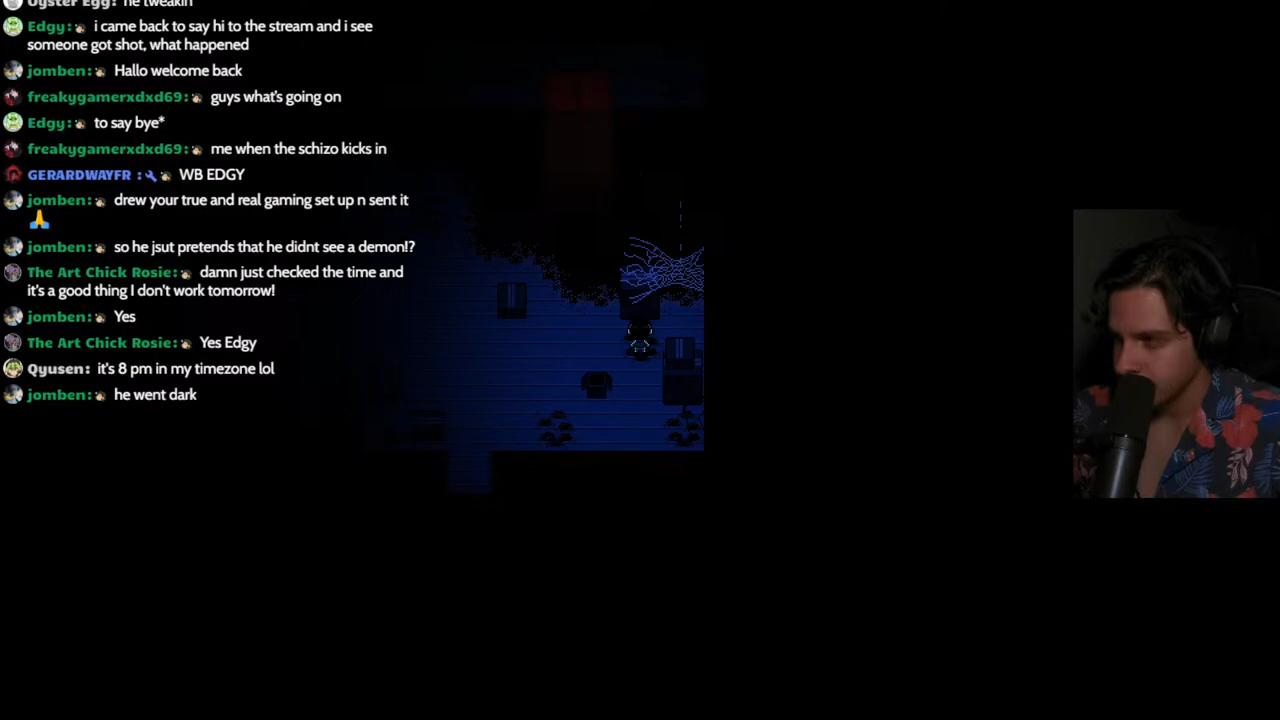 Oyster Egg: he tweakin
Edgy: i came back to say hi to the stream and i see
someone got shot, what happened
jomben: Hallo welcome back
freakygamerxdxd69: guys what's going on
Edgy: to say bye*
freakygamerxdxd69: me when the schizo kicks in
GERARDWAYFR : WB EDGY
jomben: drew your true and real gaming set up n sent it
🙏
jomben: so he jsut pretends that he didnt see a demon!?
The Art Chick Rosie: damn just checked the time and
it's a good thing I don't work tomorrow!
jomben: Yes
The Art Chick Rosie: Yes Edgy
Qyusen: it's 8 pm in my timezone lol
jomben: he went dark